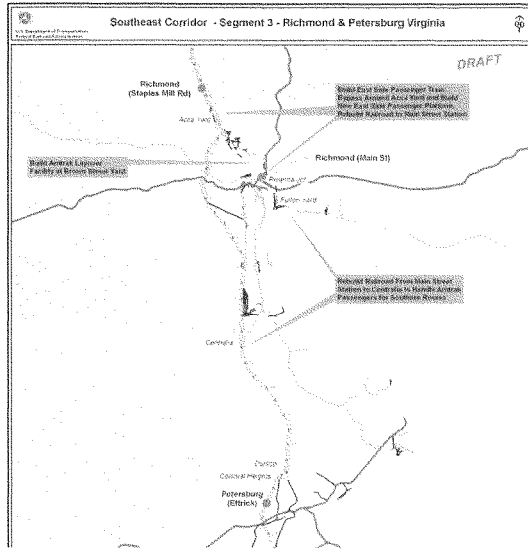 Southeast Corridor - Segment 3 - Richmond & Petersburg Virginia
U.S. Department of Transportation
Federal Railroad Administration
DRAFT
Richmond
(Staples Mill Rd)
Acca Yard
Build East Side Passenger Train
Bypass Around Acca Yard and Build
New East Side Passenger Platform,
Rebuild Railroad to Main Street Station
Build Amtrak Layover
Facility at Brown Street Yard
Richmond (Main St)
Fulton Yard
Rebuild Railroad From Main Street
Station to Centralia to Handle Amtrak
Passengers for Southern Routes
Centralia
Dunlop
Colonial Heights
Petersburg
(Ettrick)